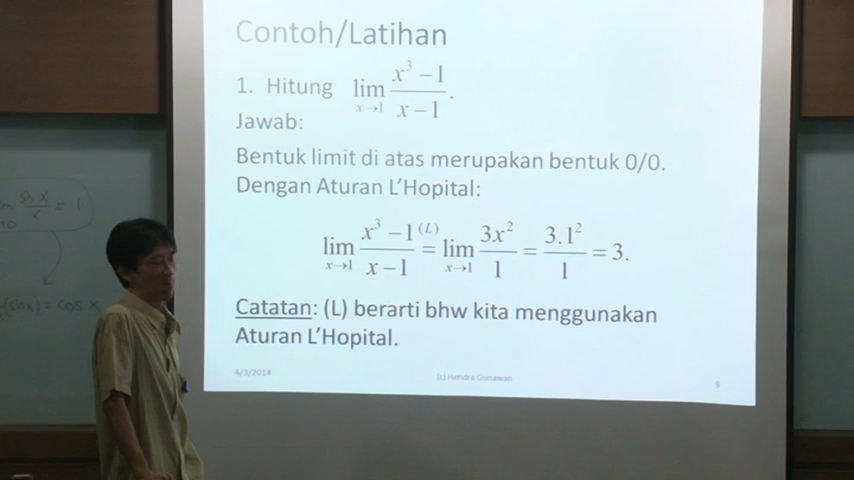 Contoh/Latihan
1. Hitung lim x→1 x³ − 1 / x − 1.
Jawab:
Bentuk limit di atas merupakan bentuk 0/0.
Dengan Aturan L'Hopital:
lim x→1 x³ − 1 / x − 1 (L) = lim x→1 3x² / 1 = 3.1² / 1 = 3.
Catatan: (L) berarti bhw kita menggunakan
Aturan L'Hopital.
4/3/2014 (c) Hendra Gunawan 9
= 1
(sin x) = cos x